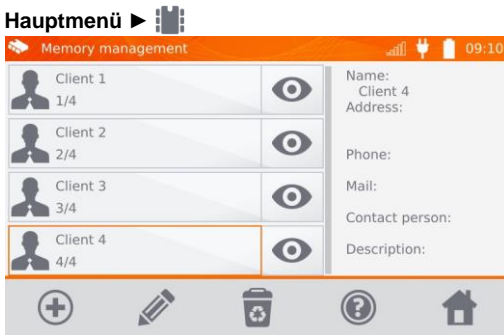 Hauptmenü ►
Memory management 09:10
Client 1
1/4
Client 2
2/4
Client 3
3/4
Client 4
4/4
Name:
Client 4
Address:
Phone:
Mail:
Contact person:
Description: